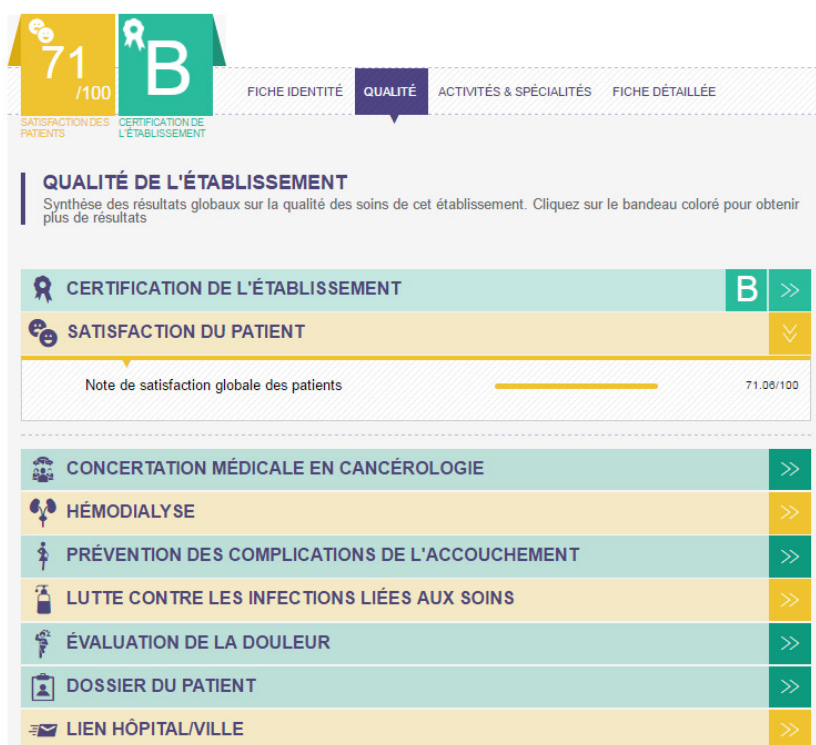 71
/100
B
SATISFACTION DES
PATIENTS
CERTIFICATION DE
L'ÉTABLISSEMENT
FICHE IDENTITÉ QUALITÉ ACTIVITÉS & SPÉCIALITÉS FICHE DÉTAILLÉE
QUALITÉ DE L'ÉTABLISSEMENT
Synthèse des résultats globaux sur la qualité des soins de cet établissement. Cliquez sur le bandeau coloré pour obtenir
plus de résultats
CERTIFICATION DE L'ÉTABLISSEMENT B
SATISFACTION DU PATIENT
Note de satisfaction globale des patients 71.06/100
CONCERTATION MÉDICALE EN CANCÉROLOGIE
HÉMODIALYSE
PRÉVENTION DES COMPLICATIONS DE L'ACCOUCHEMENT
LUTTE CONTRE LES INFECTIONS LIÉES AUX SOINS
ÉVALUATION DE LA DOULEUR
DOSSIER DU PATIENT
LIEN HÔPITAL/VILLE